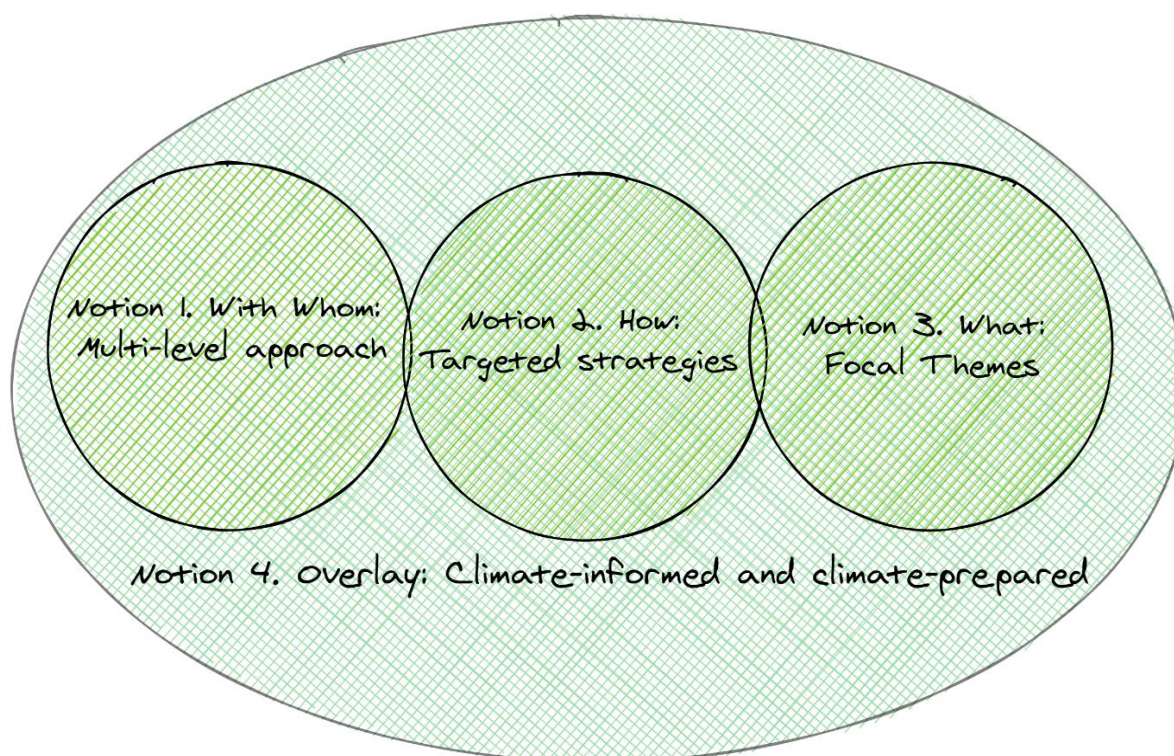 Notion 1. With Whom:
Multi-level approach
Notion 2. How:
Targeted strategies
Notion 3. What:
Focal Themes
Notion 4. Overlay: Climate-informed and climate-prepared